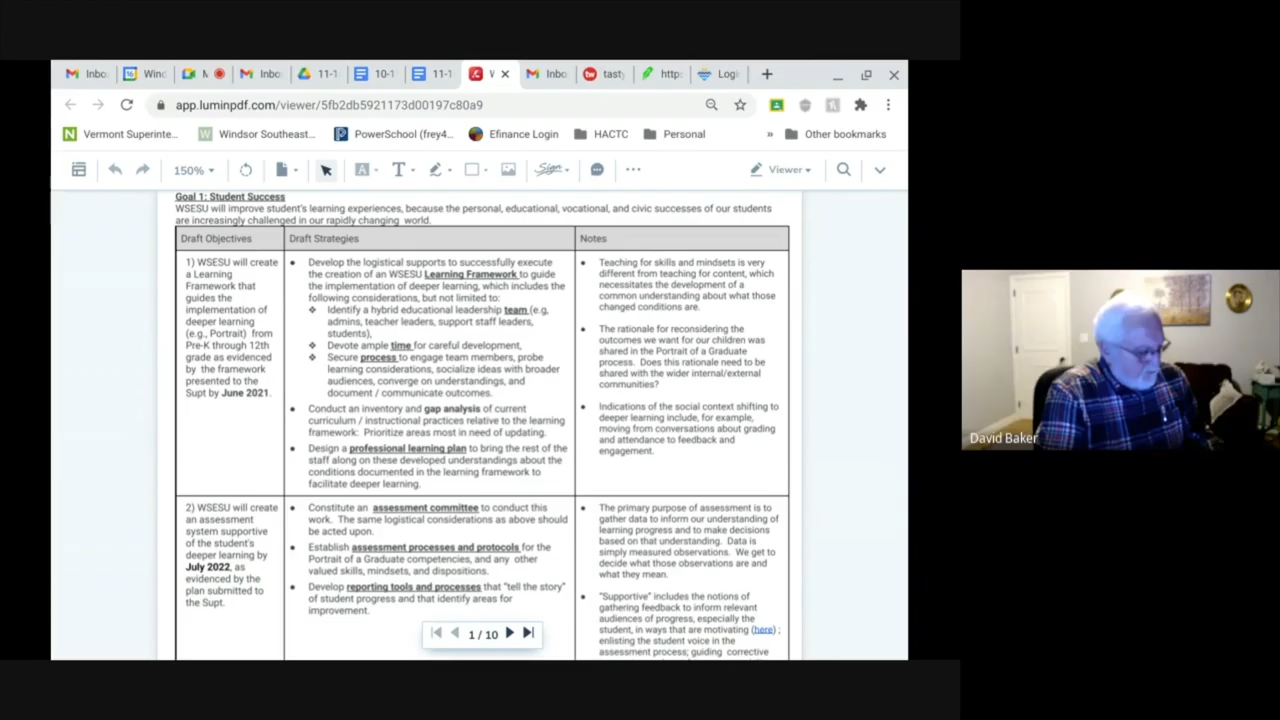 Inbo
Wind
M
Inbo
11-1
10-1
11-1
V
Inbo
tasty
http:
Logi
app.luminpdf.com/viewer/5fb2db5921173d00197c80a9
Vermont Superinte...
Windsor Southeast...
PowerSchool (frey4...
Efinance Login
HACTC
Personal
»
Other bookmarks
150%
Sign
Viewer
Goal 1: Student Success
WSESU will improve student's learning experiences, because the personal, educational, vocational, and civic successes of our students
are increasingly challenged in our rapidly changing world.
Draft Objectives
Draft Strategies
Notes
1) WSESU will create
a Learning
Framework that
guides the
implementation of
deeper learning
(e.g., Portrait) from
Pre-K through 12th
grade as evidenced
by the framework
presented to the
Supt by June 2021.
● Develop the logistical supports to successfully execute
the creation of an WSESU Learning Framework to guide
the implementation of deeper learning, which includes the
following considerations, but not limited to:
❖ Identify a hybrid educational leadership team (e.g,
admins, teacher leaders, support staff leaders,
students),
❖ Devote ample time for careful development,
❖ Secure process to engage team members, probe
learning considerations, socialize ideas with broader
audiences, converge on understandings, and
document / communicate outcomes.
● Conduct an inventory and gap analysis of current
curriculum / instructional practices relative to the learning
framework: Prioritize areas most in need of updating.
● Design a professional learning plan to bring the rest of the
staff along on these developed understandings about the
conditions documented in the learning framework to
facilitate deeper learning.
● Teaching for skills and mindsets is very
different from teaching for content, which
necessitates the development of a
common understanding about what those
changed conditions are.
● The rationale for reconsidering the
outcomes we want for our children was
shared in the Portrait of a Graduate
process. Does this rationale need to be
shared with the wider internal/external
communities?
● Indications of the social context shifting to
deeper learning include, for example,
moving from conversations about grading
and attendance to feedback and
engagement.
2) WSESU will create
an assessment
system supportive
of the student's
deeper learning by
July 2022, as
evidenced by the
plan submitted to
the Supt.
● Constitute an assessment committee to conduct this
work. The same logistical considerations as above should
be acted upon.
● Establish assessment processes and protocols for the
Portrait of a Graduate competencies, and any other
valued skills, mindsets, and dispositions.
● Develop reporting tools and processes that "tell the story"
of student progress and that identify areas for
improvement.
● The primary purpose of assessment is to
gather data to inform our understanding of
learning progress and to make decisions
based on that understanding. Data is
simply measured observations. We get to
decide what those observations are and
what they mean.
● "Supportive" includes the notions of
gathering feedback to inform relevant
audiences of progress, especially the
student, in ways that are motivating (here) ;
enlisting the student voice in the
assessment process; guiding corrective
1 / 10
David Baker